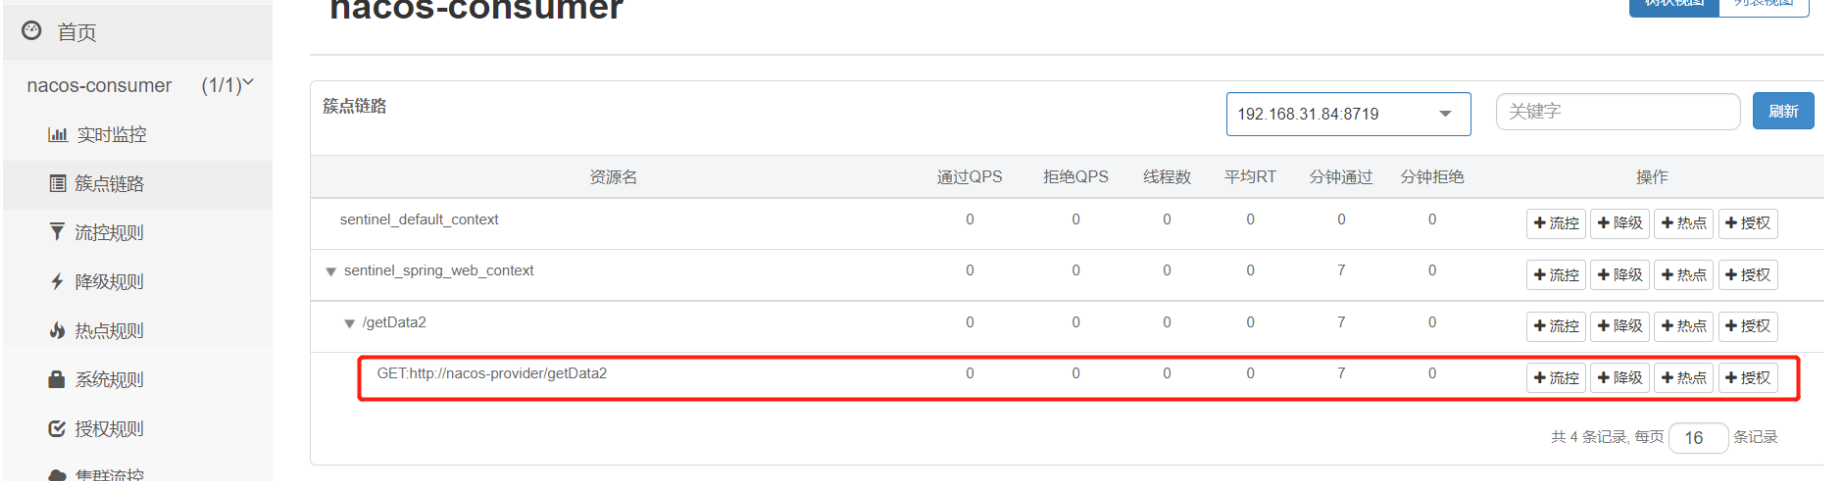 nacos-consumer
树状视图 列表视图
首页
nacos-consumer (1/1)
实时监控
簇点链路
流控规则
降级规则
热点规则
系统规则
授权规则
集群流控
簇点链路 192.168.31.84:8719 关键字 刷新
资源名 通过QPS 拒绝QPS 线程数 平均RT 分钟通过 分钟拒绝 操作
sentinel_default_context 0 0 0 0 0 0 +流控 +降级 +热点 +授权
sentinel_spring_web_context 0 0 0 0 7 0 +流控 +降级 +热点 +授权
/getData2 0 0 0 0 7 0 +流控 +降级 +热点 +授权
GET:http://nacos-provider/getData2 0 0 0 0 7 0 +流控 +降级 +热点 +授权
共 4 条记录, 每页 16 条记录